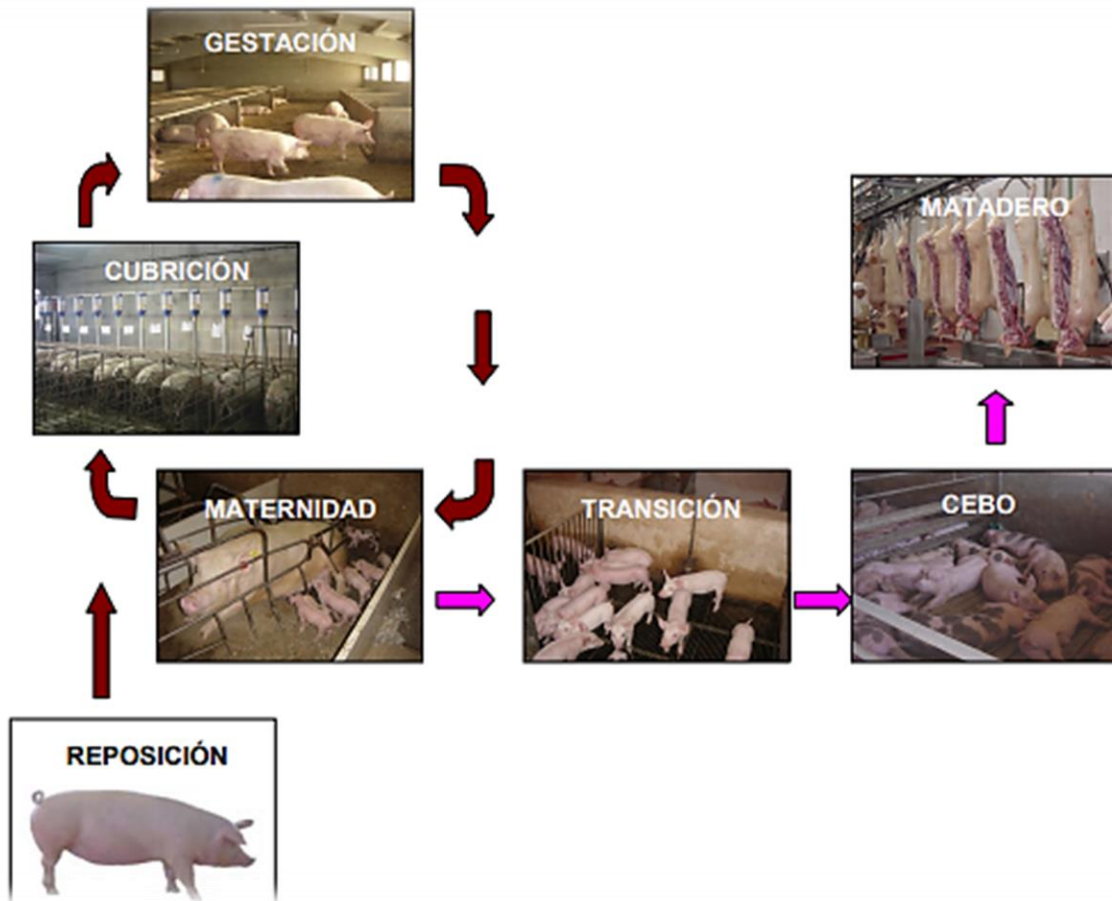 GESTACIÓN
MATADERO
CUBRICIÓN
MATERNIDAD
TRANSICIÓN
CEBO
REPOSICIÓN